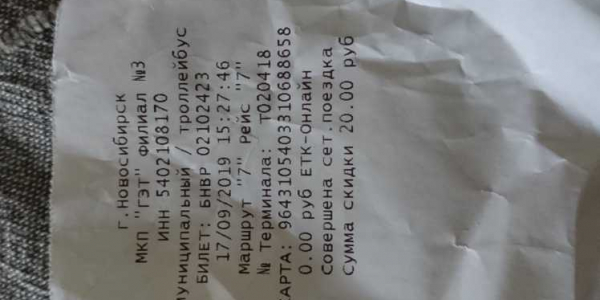 г.Новосибирск
МКП "ГЭТ" Филиал №3
ИНН 5402108170
муниципальный / троллейбус
БИЛЕТ: БНВР 02102423
17/09/2019 15:27:46
Маршрут "7" Рейс "7"
№ Терминала: Т020418
КАРТА: 9643105403310688658
0.00 руб ЕТК-Онлайн
Совершена сет.поездка
Сумма скидки 20.00 руб